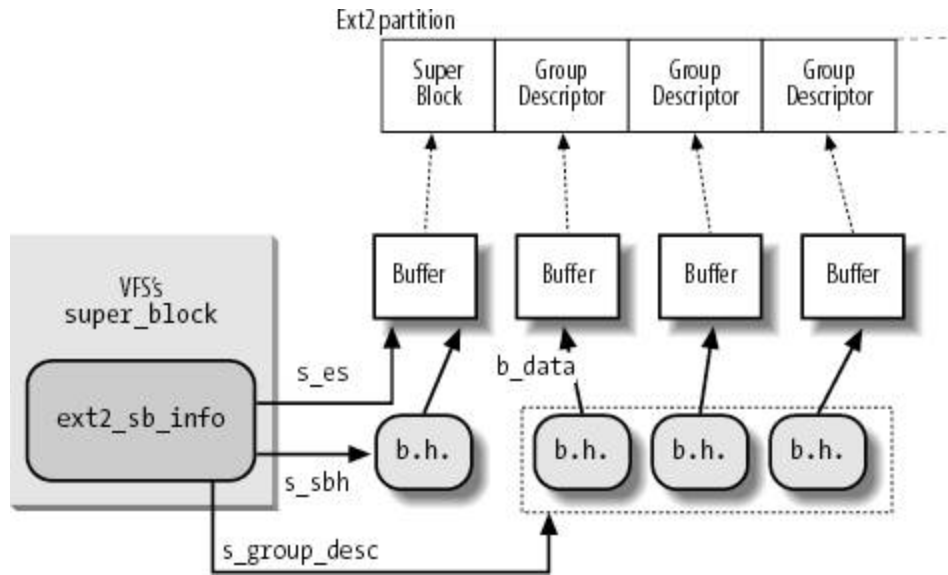 Ext2 partition
Super
Block
Group
Descriptor
Group
Descriptor
Group
Descriptor
Buffer
Buffer
Buffer
Buffer
VFS's
super_block
s_es
b_data
ext2_sb_info
b.h.
b.h.
b.h.
b.h.
s_sbh
s_group_desc